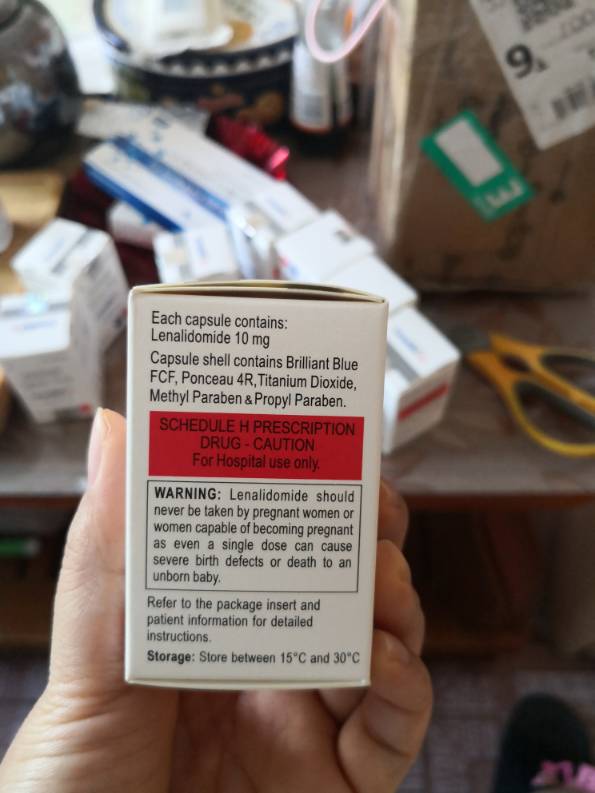 Each capsule contains:
Lenalidomide 10 mg
Capsule shell contains Brilliant Blue
FCF, Ponceau 4R,Titanium Dioxide,
Methyl Paraben & Propyl Paraben.
SCHEDULE H PRESCRIPTION
DRUG - CAUTION
For Hospital use only.
WARNING: Lenalidomide should
never be taken by pregnant women or
women capable of becoming pregnant
as even a single dose can cause
severe birth defects or death to an
unborn baby.
Refer to the package insert and
patient information for detailed
instructions.
Storage: Store between 15°C and 30°C